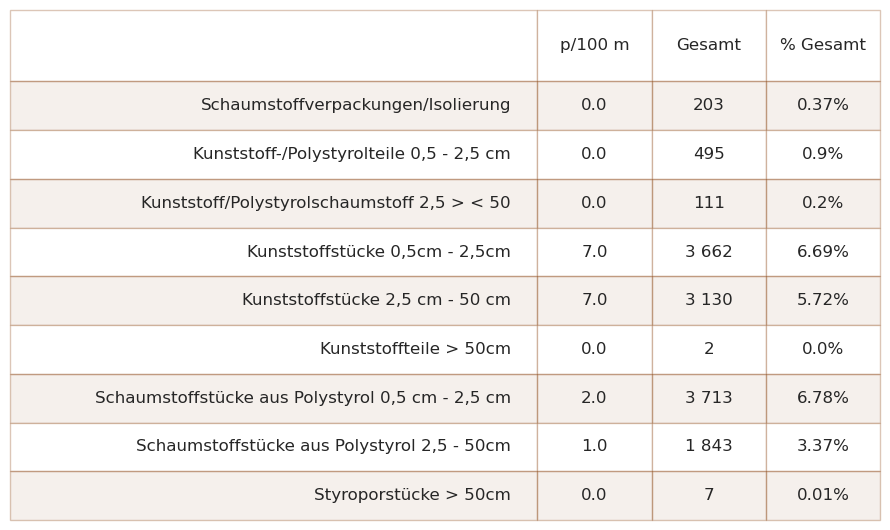 p/100 m Gesamt % Gesamt
Schaumstoffverpackungen/Isolierung 0.0 203 0.37%
Kunststoff-/Polystyrolteile 0,5 - 2,5 cm 0.0 495 0.9%
Kunststoff/Polystyrolschaumstoff 2,5 > < 50 0.0 111 0.2%
Kunststoffstücke 0,5cm - 2,5cm 7.0 3 662 6.69%
Kunststoffstücke 2,5 cm - 50 cm 7.0 3 130 5.72%
Kunststoffteile > 50cm 0.0 2 0.0%
Schaumstoffstücke aus Polystyrol 0,5 cm - 2,5 cm 2.0 3 713 6.78%
Schaumstoffstücke aus Polystyrol 2,5 - 50cm 1.0 1 843 3.37%
Styroporstücke > 50cm 0.0 7 0.01%